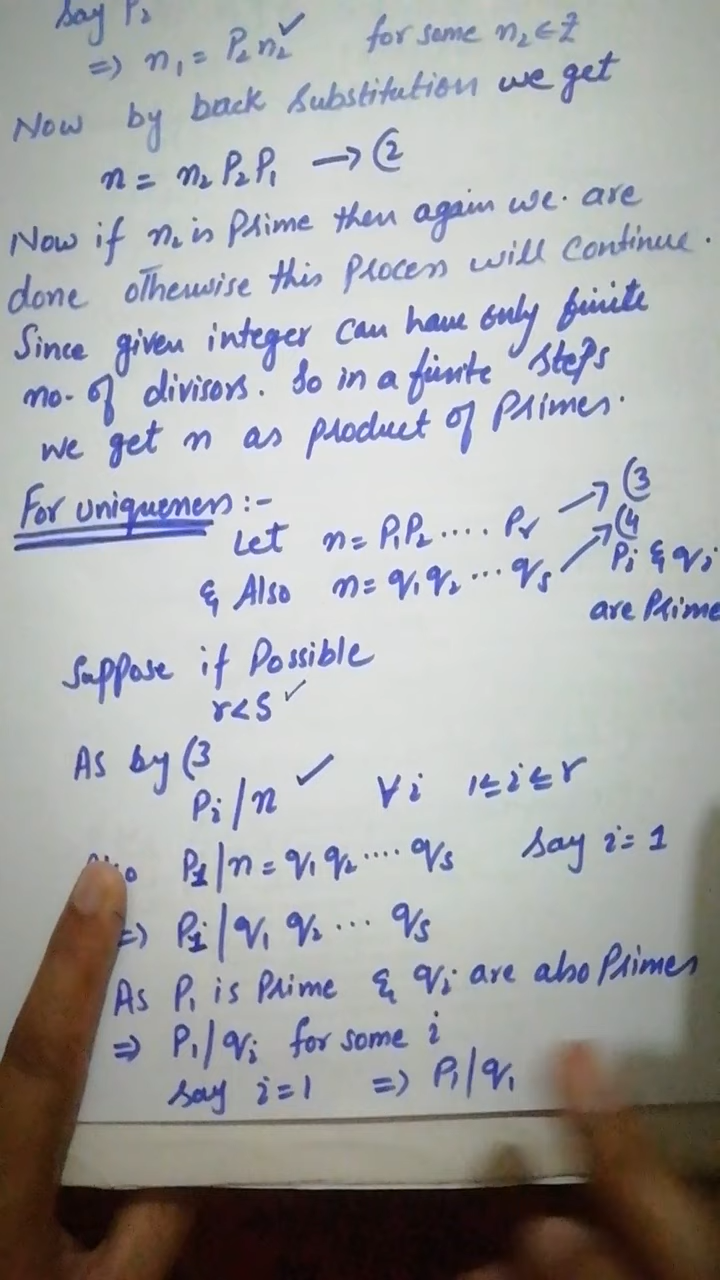 Say P2
=> n1 = P2 n2 ✓ for some n2 ∈ Z
Now by back substitution we get
n = n2 P2 P1 → (2
Now if n2 is Prime then again we are
done otherwise this Process will continue.
Since given integer can have only finite
no. of divisors. So in a finite steps
we get n as product of Primes.
For uniqueness :-
Let n = P1 P2 .... Pr → (3
& Also n = q1 q2 ... qs → (4
Pi & qi
are Prime
Suppose if Possible
r < s ✓
As by (3
Pi / n ✓ ∀ i 1 ≤ i ≤ r
P1 / n = q1 q2 .... qs Say i = 1
=> P1 / q1 q2 ... qs
As P1 is Prime & qi are also Primes
=> P1 / qi for some i
Say i = 1 => P1 / q1